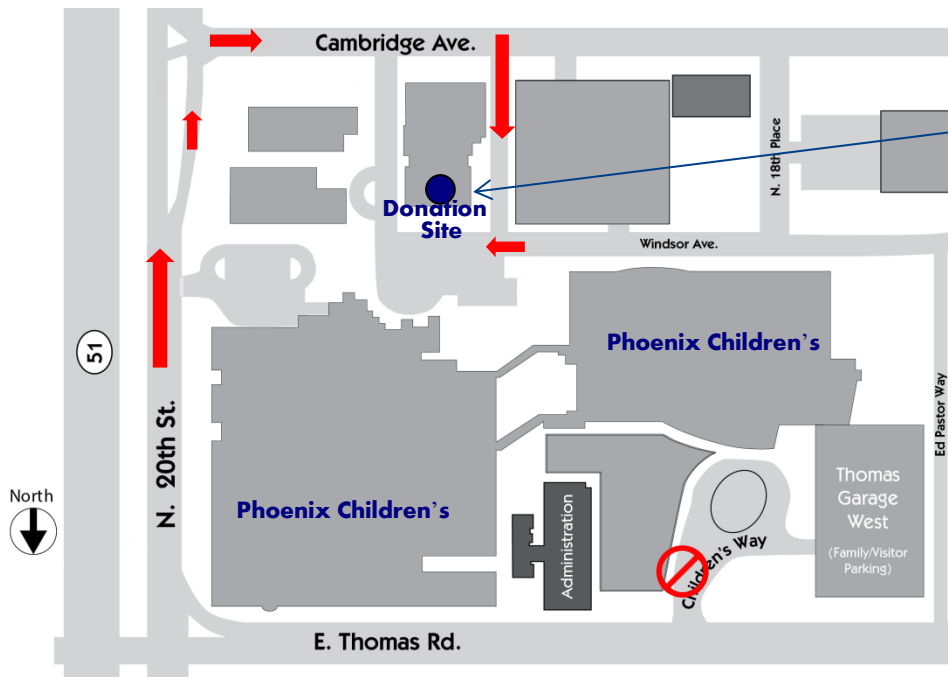 Cambridge Ave.
N. 18th Place
Donation
Site
Windsor Ave.
51
Phoenix Children's
Ed Pastor Way
N. 20th St.
North
Phoenix Children's
Administration
Children's Way
Thomas
Garage
West
(Family/Visitor
Parking)
E. Thomas Rd.